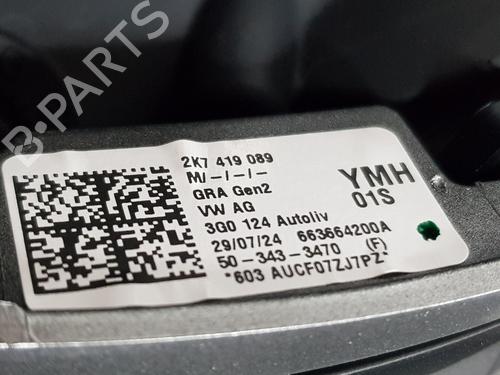 B-PARTS
2K7 419 089
M/-/-/-
GRA Gen2
VW AG
3G0 124 Autoliv
29/07/24 663664200A
50-343-3470 (F)
*603 AUCF07ZJ7PZ*
YMH
01S